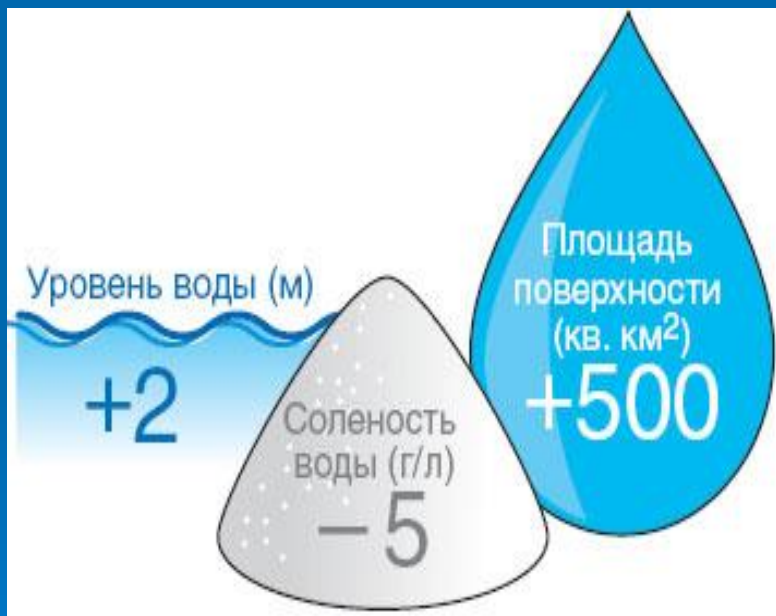 Уровень воды (м)
+2
Соленость
воды (г/л)
– 5
Площадь
поверхности
(кв. км²)
+500